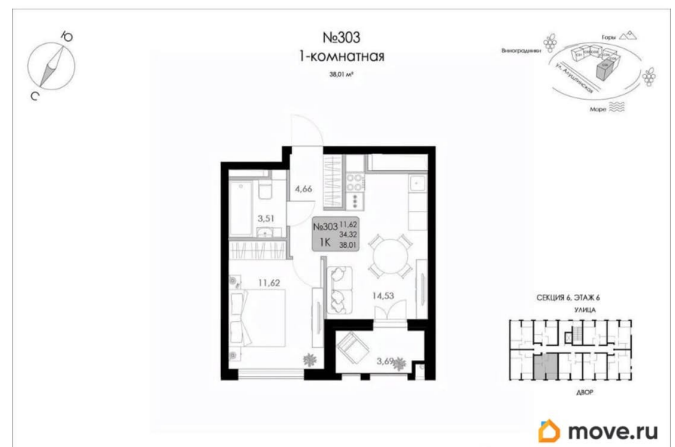 №303
1-комнатная
38,01 м²
Ю
С
Горы
Виноградники
ул. Алуштинская
Море
4,66
3,51
№303 11,62
34,32
1К 38,01
11,62
14,53
3,69
СЕКЦИЯ 6, ЭТАЖ 6
УЛИЦА
ДВОР
move.ru